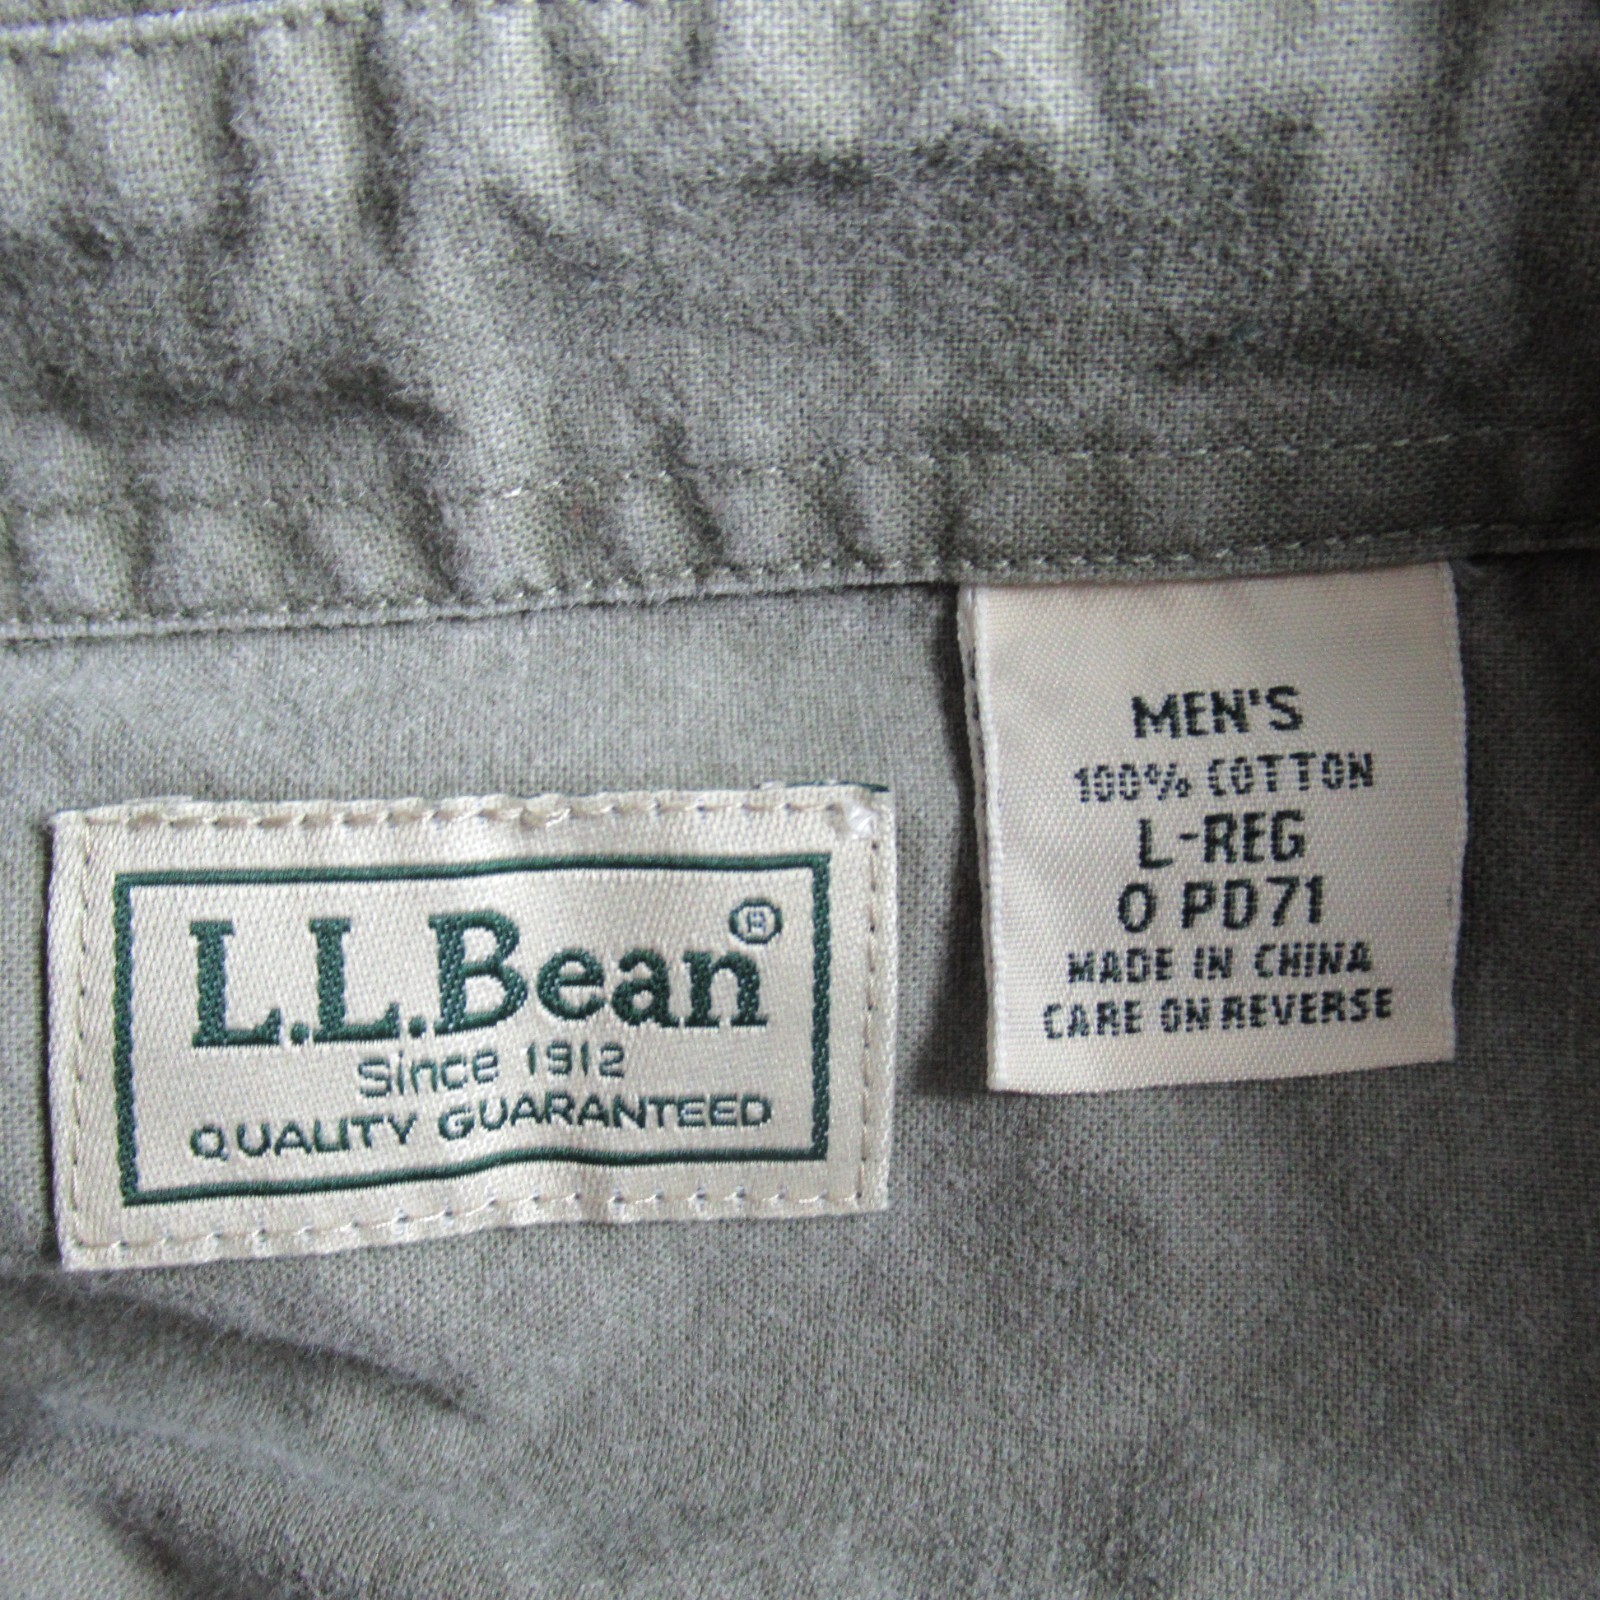 L.L.Bean®
Since 1912
QUALITY GUARANTEED
MEN'S
100% COTTON
L-REG
0 PD71
MADE IN CHINA
CARE ON REVERSE